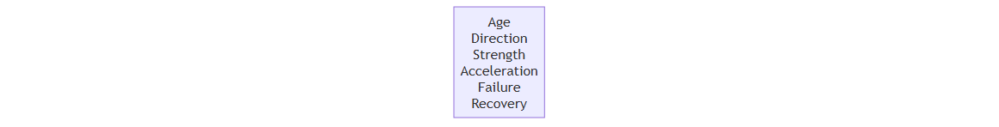 Age
Direction
Strength
Acceleration
Failure
Recovery